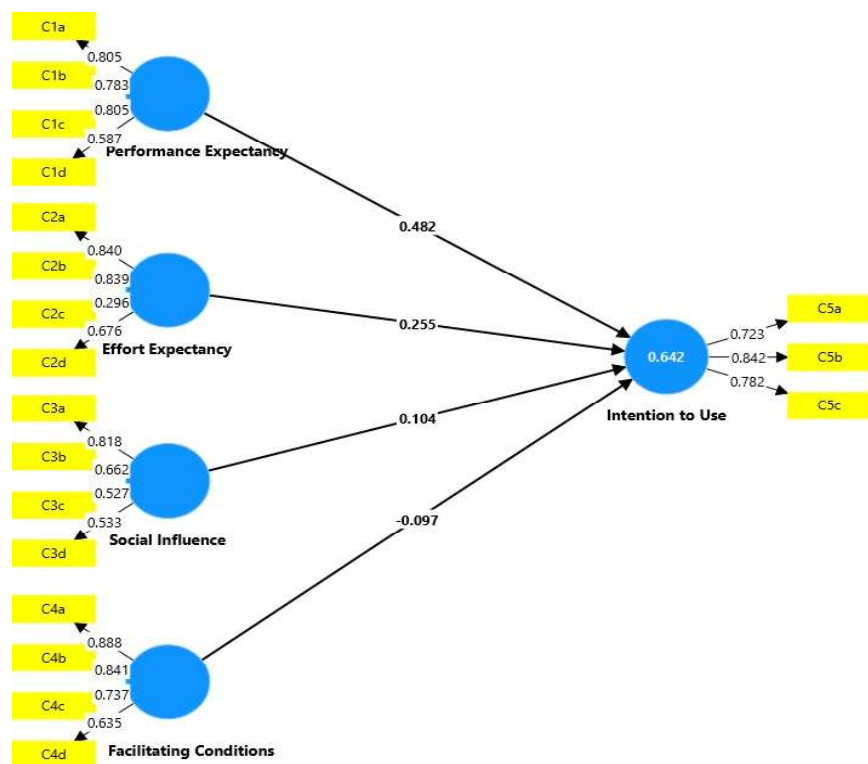 C1a
0.805
C1b
0.783
0.805
C1c
0.587
Performance Expectancy
C1d
C2a
0.840
C2b
0.839
0.296
C2c
0.676
Effort Expectancy
C2d
C3a
0.818
C3b
0.662
0.527
C3c
0.533
Social Influence
C3d
C4a
0.888
C4b
0.841
0.737
C4c
0.635
Facilitating Conditions
C4d
0.482
0.255
0.104
-0.097
0.642
Intention to Use
0.723
C5a
0.842
C5b
0.782
C5c